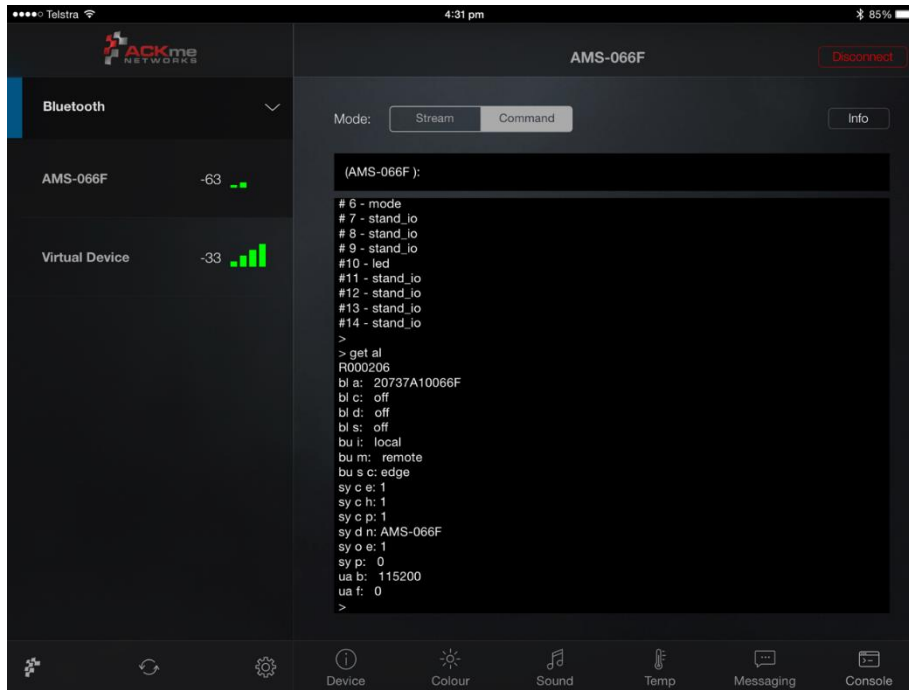 Telstra
4:31 pm
85%
ACKme
NETWORKS
AMS-066F
Disconnect
Bluetooth
AMS-066F -63
Virtual Device -33
Mode: Stream Command Info
(AMS-066F ):
# 6 - mode
# 7 - stand_io
# 8 - stand_io
# 9 - stand_io
#10 - led
#11 - stand_io
#12 - stand_io
#13 - stand_io
#14 - stand_io
>
> get al
R000206
bl a: 20737A10066F
bl c: off
bl d: off
bl s: off
bu i: local
bu m: remote
bu s c: edge
sy c e: 1
sy c h: 1
sy c p: 1
sy d n: AMS-066F
sy o e: 1
sy p: 0
ua b: 115200
ua f: 0
>
Device Colour Sound Temp Messaging Console